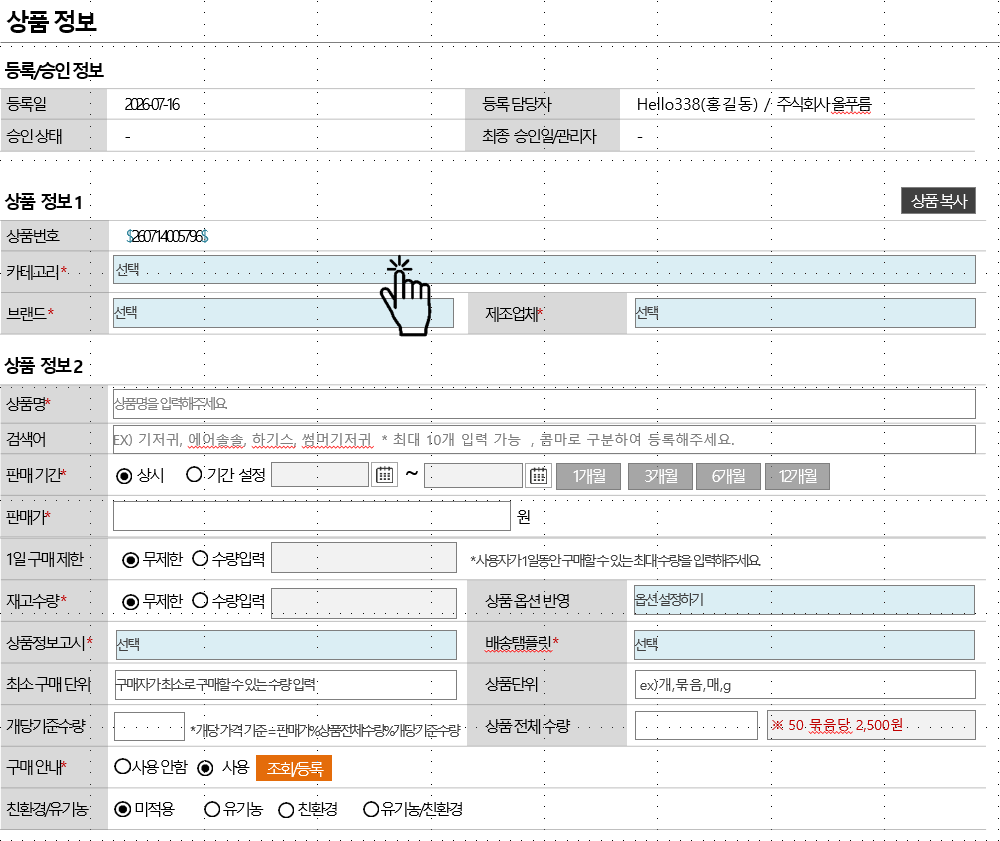 상품 정보
등록/승인 정보
등록일 2026-07-16 등록 담당자 Hello338(홍길동) / 주식회사 올푸름
승인 상태 - 최종 승인일/관리자 -
상품 정보 1 상품 복사
상품번호 $260714005796$
카테고리* 선택
브랜드* 선택 제조업체* 선택
상품 정보 2
상품명* 상품명을 입력해주세요.
검색어 EX) 기저귀, 에어솔솔, 하기스, 썸머기저귀 * 최대 10개 입력 가능 , 콤마로 구분하여 등록해주세요.
판매 기간* 상시 기간 설정 ~ 1개월 3개월 6개월 12개월
판매가* 원
1일 구매 제한 무제한 수량입력 *사용자가 1일동안 구매할 수 있는 최대 수량을 입력해주세요.
재고수량* 무제한 수량입력 상품 옵션 반영 옵션 설정하기
상품정보고시* 선택 배송탬플릿* 선택
최소 구매 단위 구매자가 최소로 구매할 수 있는 수량 입력 상품단위 ex)개,묶음,매,g
개당기준수량 *개당 가격 기준 = 판매가%상품전체수량%개당기준수량 상품 전체 수량 ※ 50 묶음당 2,500원
구매 안내* 사용 안함 사용 조회/등록
친환경/유기농 미적용 유기농 친환경 유기농/친환경